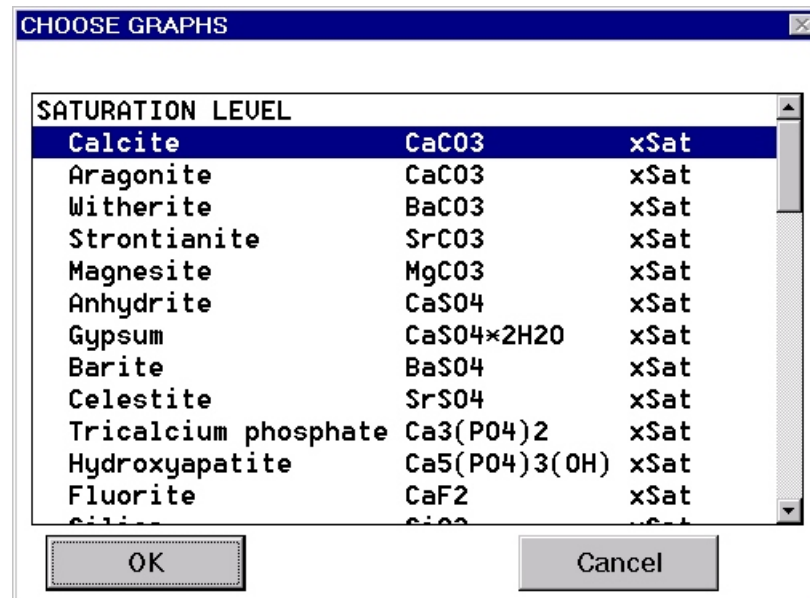 CHOOSE GRAPHS
SATURATION LEVEL
Calcite CaCO3 xSat
Aragonite CaCO3 xSat
Witherite BaCO3 xSat
Strontianite SrCO3 xSat
Magnesite MgCO3 xSat
Anhydrite CaSO4 xSat
Gypsum CaSO4*2H2O xSat
Barite BaSO4 xSat
Celestite SrSO4 xSat
Tricalcium phosphate Ca3(PO4)2 xSat
Hydroxyapatite Ca5(PO4)3(OH) xSat
Fluorite CaF2 xSat
OK Cancel